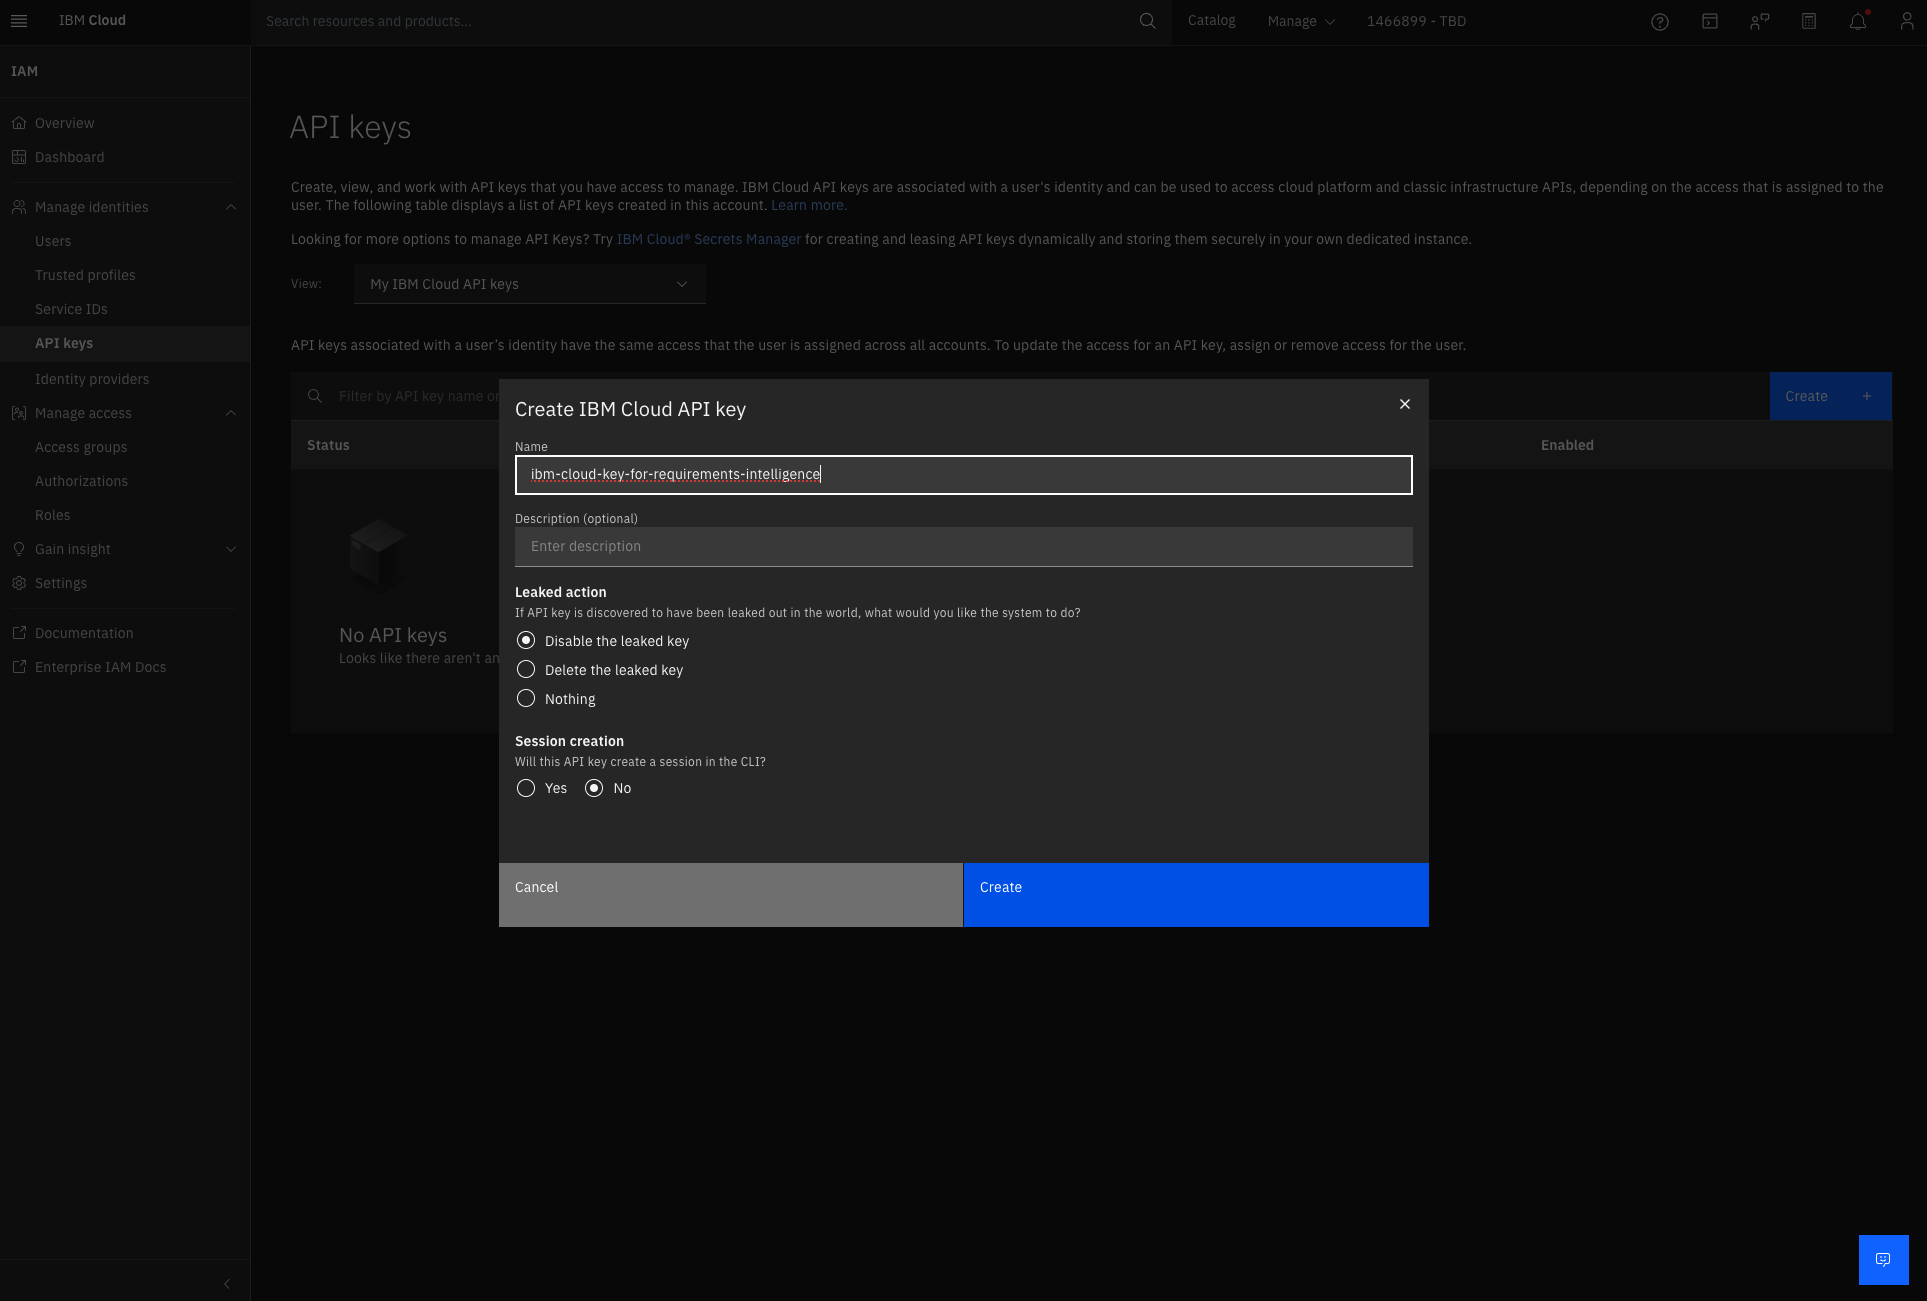 IBM Cloud
Search resources and products...
Catalog
Manage
1466899 - TBD
IAM
Overview
Dashboard
Manage identities
Users
Trusted profiles
Service IDs
API keys
Identity providers
Manage access
Access groups
Authorizations
Roles
Gain insight
Settings
Documentation
Enterprise IAM Docs
API keys
Create, view, and work with API keys that you have access to manage. IBM Cloud API keys are associated with a user's identity and can be used to access cloud platform and classic infrastructure APIs, depending on the access that is assigned to the
user. The following table displays a list of API keys created in this account. Learn more.
Looking for more options to manage API Keys? Try IBM Cloud® Secrets Manager for creating and leasing API keys dynamically and storing them securely in your own dedicated instance.
View:
My IBM Cloud API keys
API keys associated with a user’s identity have the same access that the user is assigned across all accounts. To update the access for an API key, assign or remove access for the user.
Filter by API key name or
Create +
Status
Enabled
No API keys
Looks like there aren't an
Create IBM Cloud API key
Name
ibm-cloud-key-for-requirements-intelligence
Description (optional)
Enter description
Leaked action
If API key is discovered to have been leaked out in the world, what would you like the system to do?
Disable the leaked key
Delete the leaked key
Nothing
Session creation
Will this API key create a session in the CLI?
Yes
No
Cancel
Create